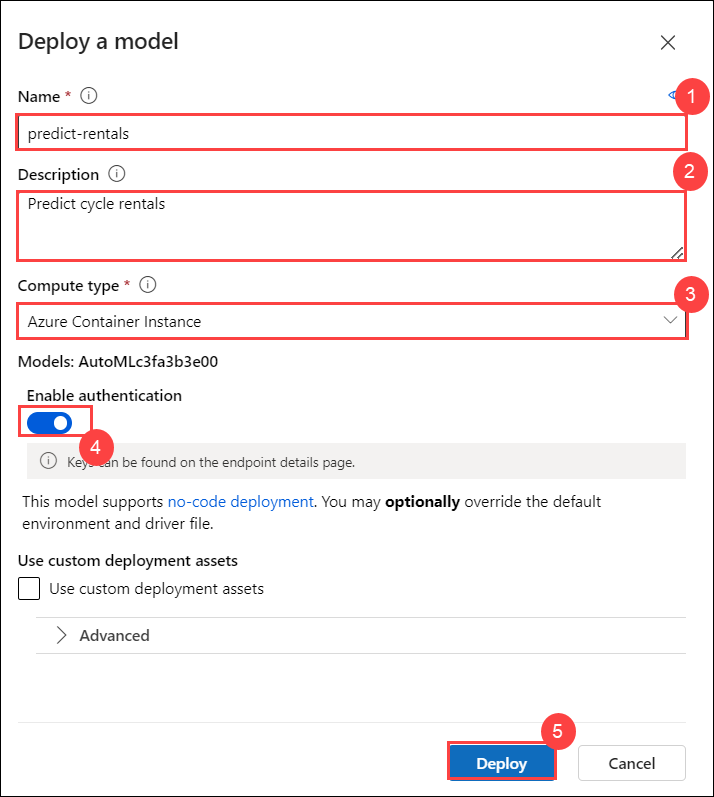 Deploy a model
Name *
1
predict-rentals
Description
2
Predict cycle rentals
Compute type *
3
Azure Container Instance
Models: AutoMLc3fa3b3e00
Enable authentication
4
Keys can be found on the endpoint details page.
This model supports no-code deployment. You may optionally override the default
environment and driver file.
Use custom deployment assets
Use custom deployment assets
Advanced
5
Deploy
Cancel